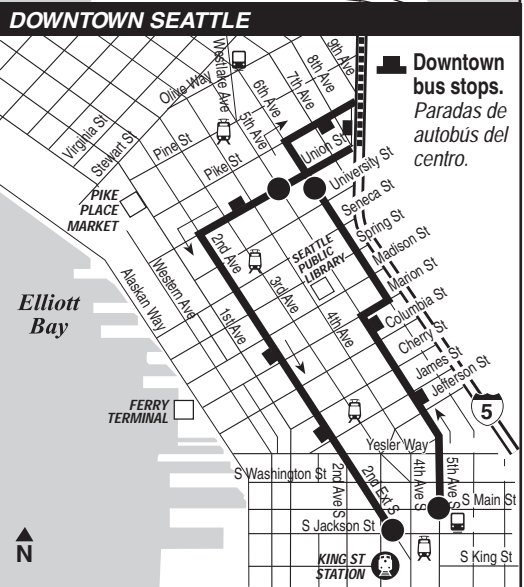 DOWNTOWN SEATTLE
Downtown
bus stops.
Paradas de
autobús del
centro.
Virginia St
Stewart St
Olive Way
Westlake Ave
9th Ave
8th Ave
7th Ave
6th Ave
5th Ave
Pine St
Pike St
Union St
University St
Seneca St
Spring St
Madison St
Marion St
Columbia St
Cherry St
James St
Jefferson St
PIKE
PLACE
MARKET
SEATTLE
PUBLIC
LIBRARY
Elliott
Bay
Alaskan Way
Western Ave
1st Ave
2nd Ave
3rd Ave
4th Ave
FERRY
TERMINAL
5
Yesler Way
S Washington St
2nd Ave S
2nd Ext S
4th Ave S
5th Ave S
S Main St
S Jackson St
S King St
KING ST
STATION
N